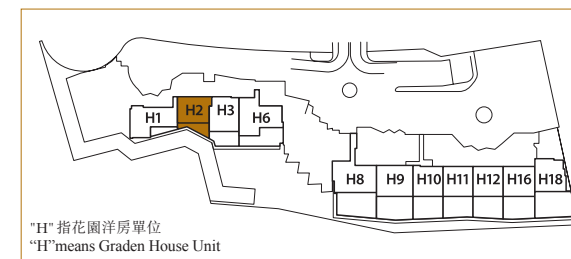 H1 H2 H3 H6
H8 H9 H10 H11 H12 H16 H18
"H" 指花園洋房單位
“H”means Graden House Unit